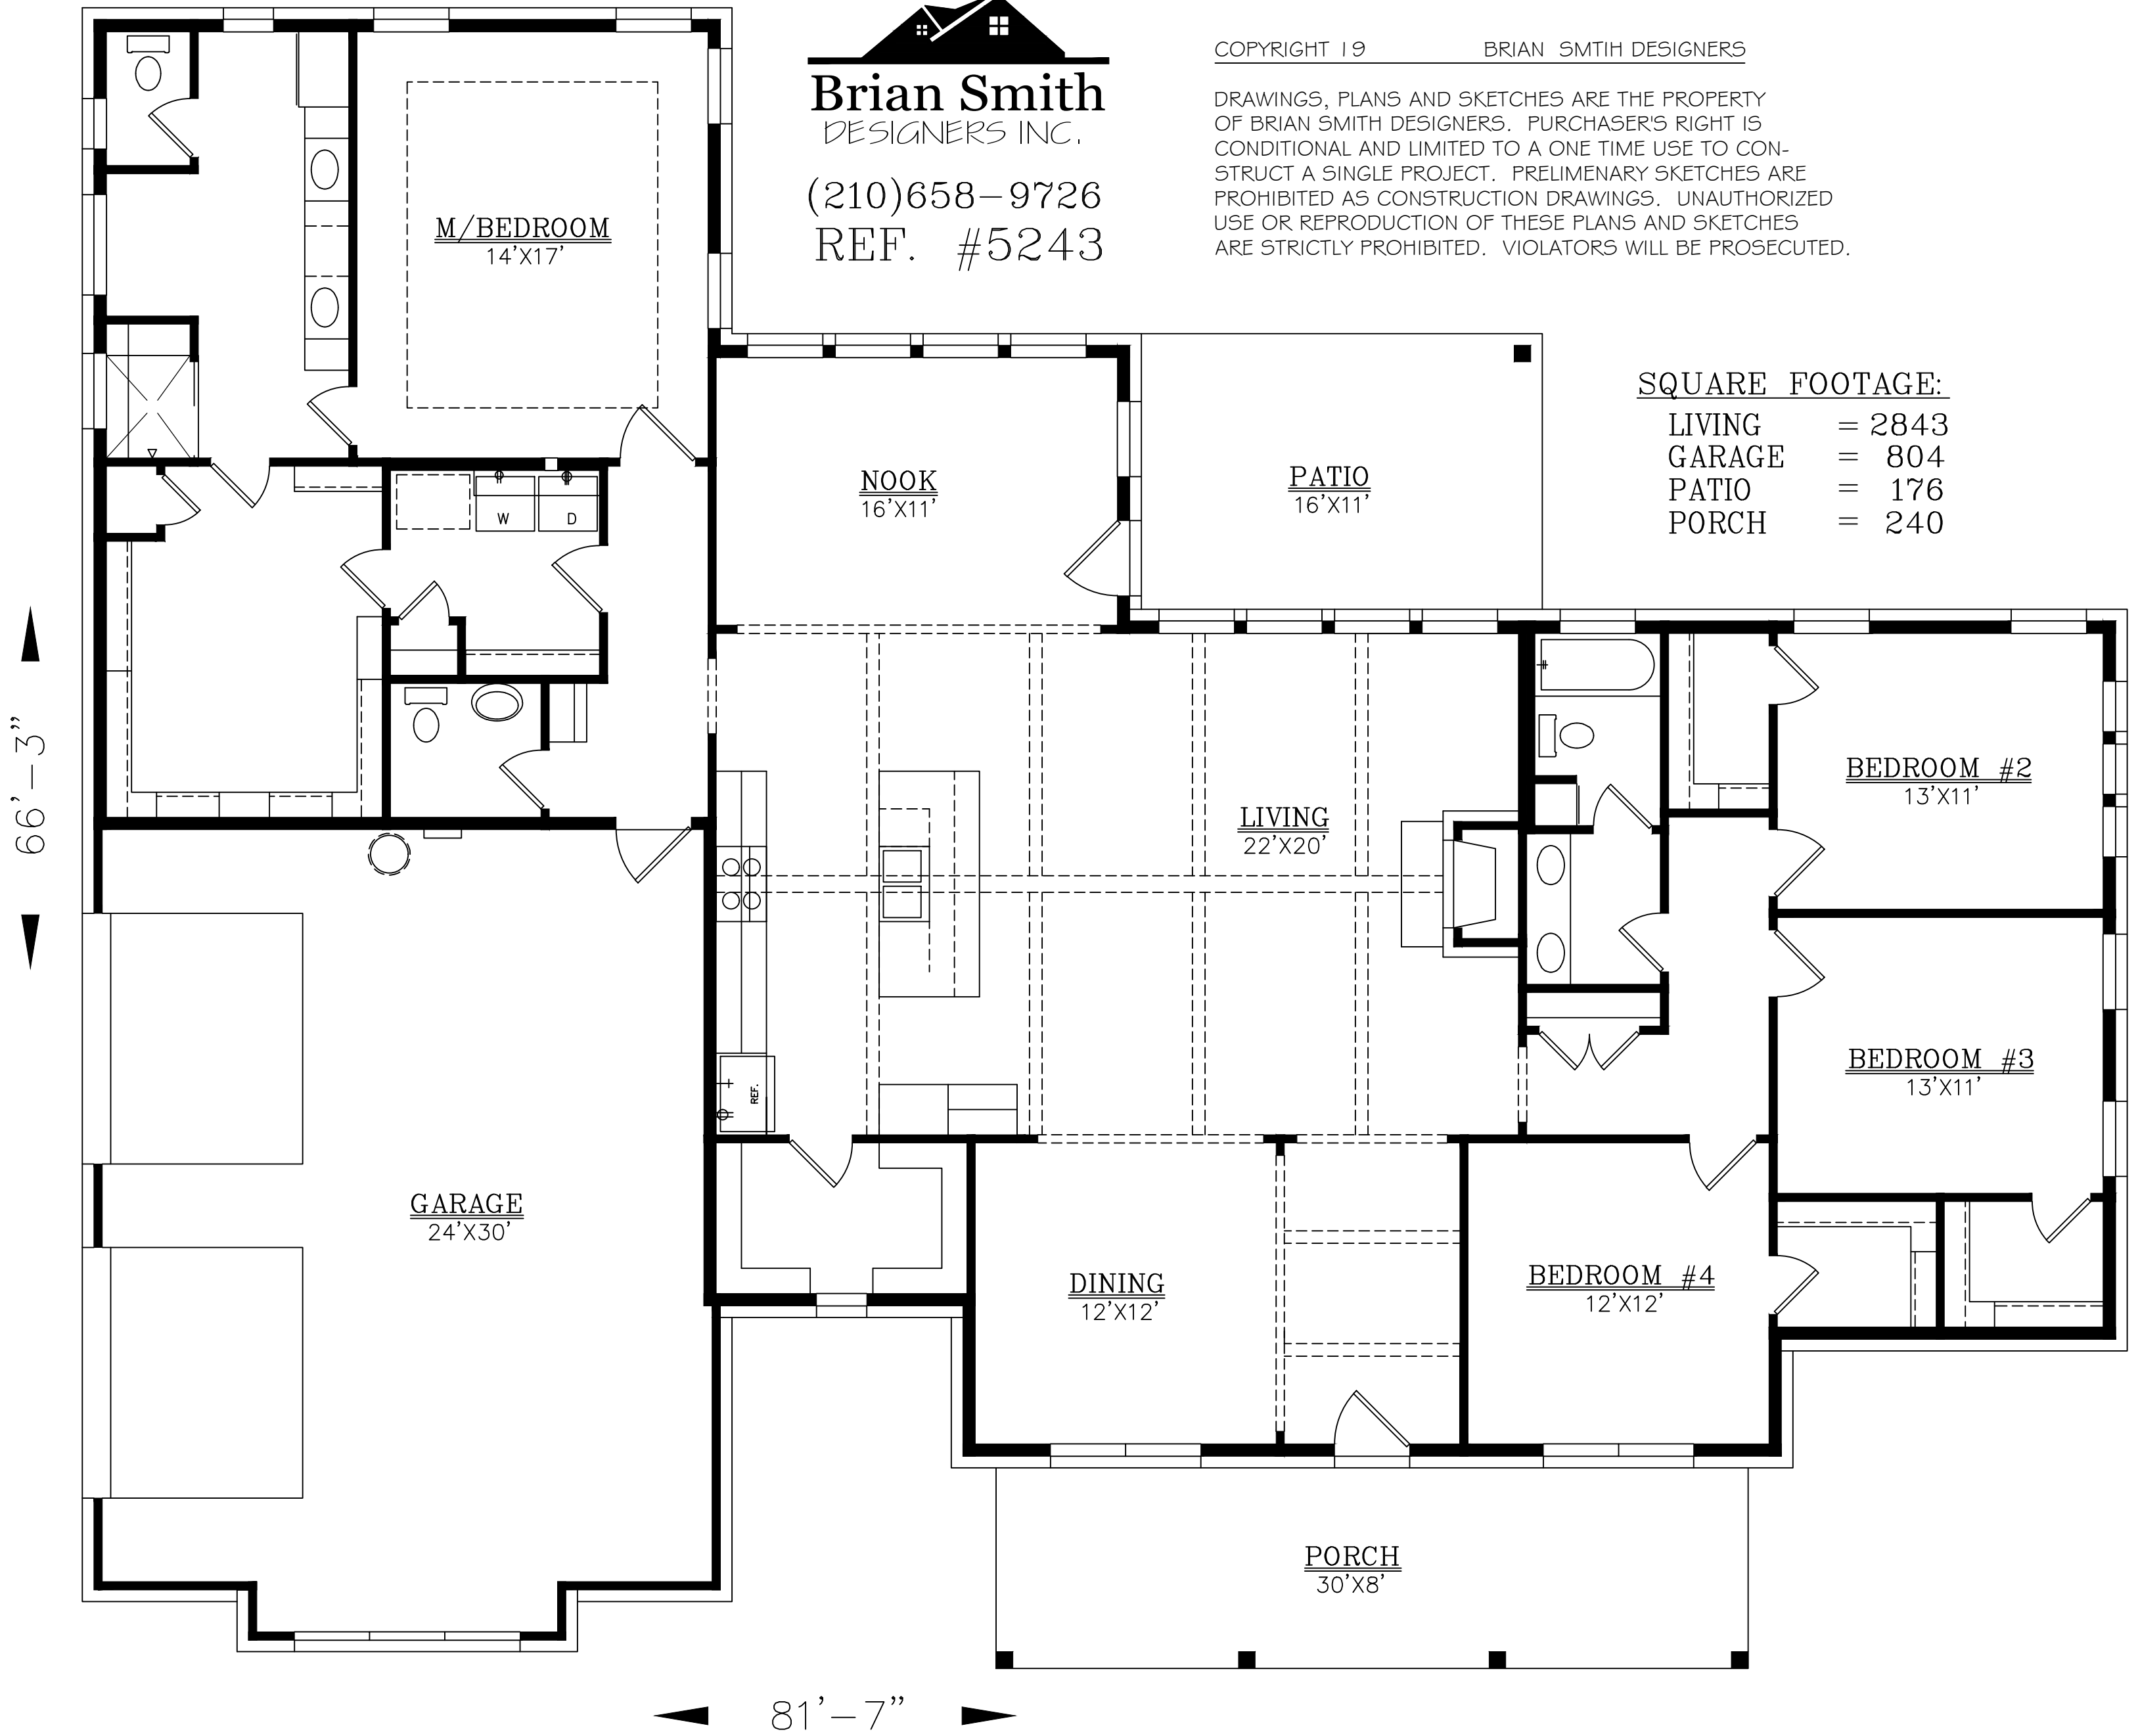 Brian Smith
DESIGNERS INC.
(210)658-9726
REF. #5243
COPYRIGHT 19 BRIAN SMTIH DESIGNERS
DRAWINGS, PLANS AND SKETCHES ARE THE PROPERTY
OF BRIAN SMITH DESIGNERS. PURCHASER'S RIGHT IS
CONDITIONAL AND LIMITED TO A ONE TIME USE TO CON-
STRUCT A SINGLE PROJECT. PRELIMENARY SKETCHES ARE
PROHIBITED AS CONSTRUCTION DRAWINGS. UNAUTHORIZED
USE OR REPRODUCTION OF THESE PLANS AND SKETCHES
ARE STRICTLY PROHIBITED. VIOLATORS WILL BE PROSECUTED.
M/BEDROOM
14'X17'
SQUARE FOOTAGE:
LIVING = 2843
GARAGE = 804
PATIO = 176
PORCH = 240
NOOK
16'X11'
PATIO
16'X11'
W
D
66'-3"
LIVING
22'X20'
BEDROOM #2
13'X11'
BEDROOM #3
13'X11'
REF.
GARAGE
24'X30'
DINING
12'X12'
BEDROOM #4
12'X12'
PORCH
30'X8'
81'-7"